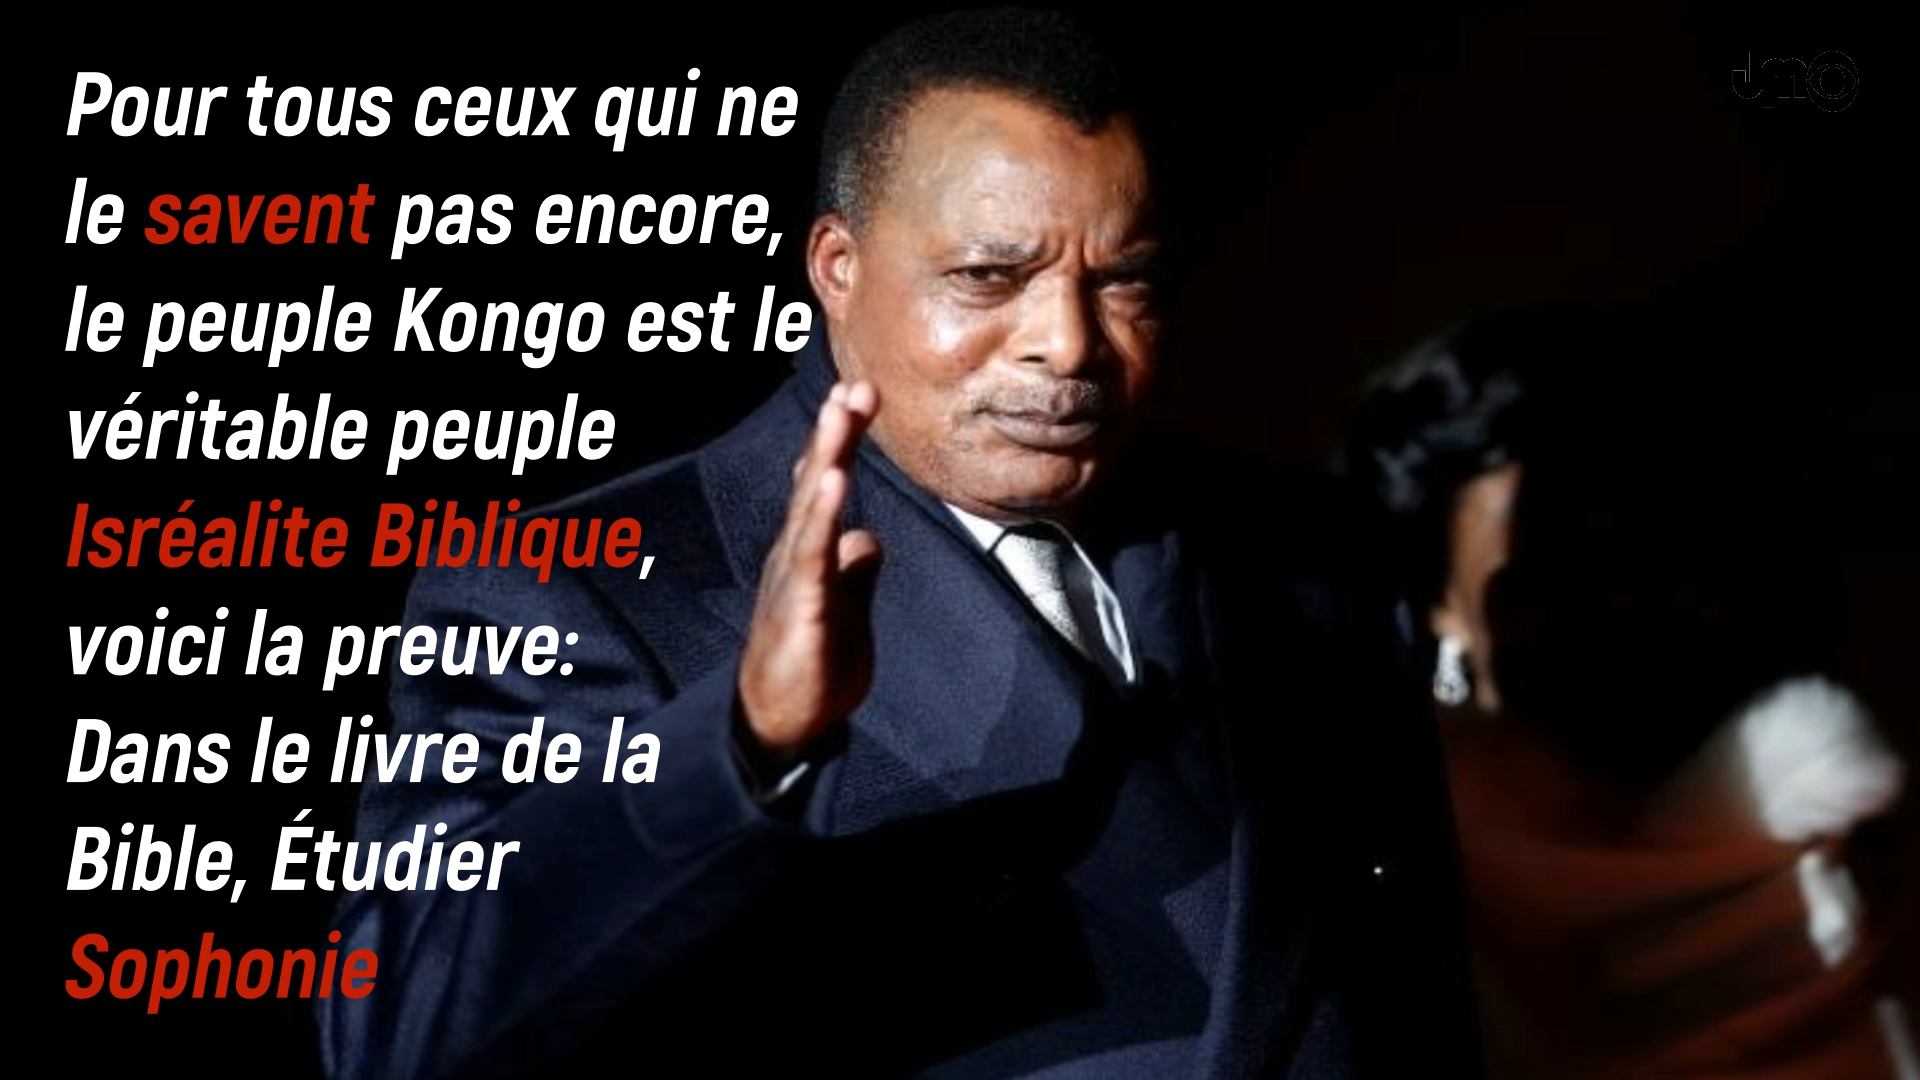 Pour tous ceux qui ne
le savent pas encore,
le peuple Kongo est le
véritable peuple
Isréalite Biblique,
voici la preuve:
Dans le livre de la
Bible, Étudier
Sophonie